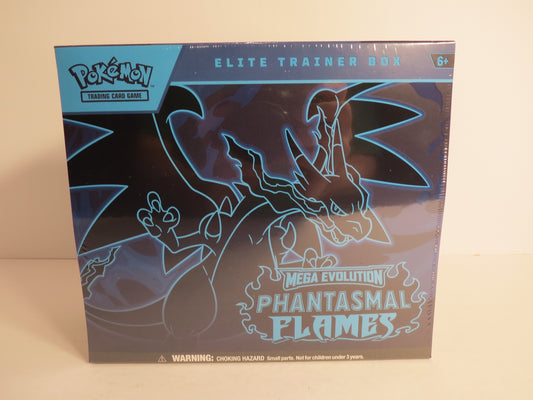 POKÉMON
TRADING CARD GAME
ELITE TRAINER BOX
6+
MEGA EVOLUTION
PHANTASMAL
FLAMES
WARNING: CHOKING HAZARD Small parts. Not for children under 3 years.